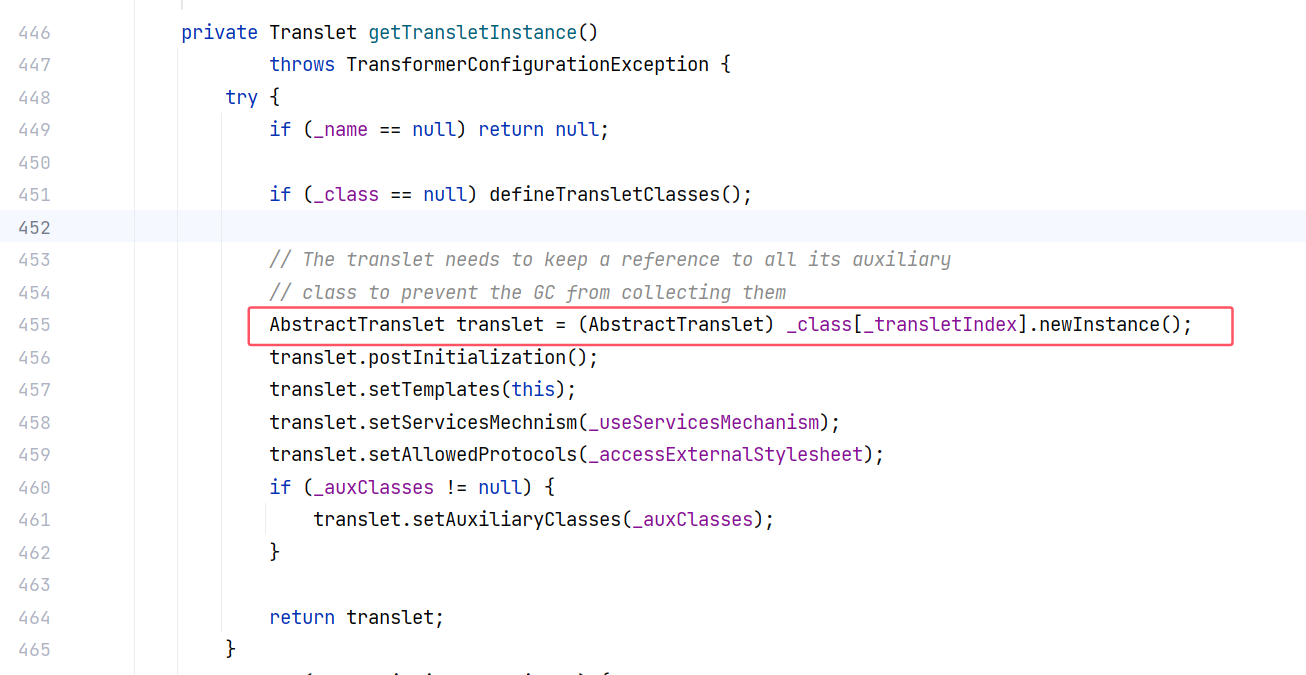 446 private Translet getTransletInstance()
447 throws TransformerConfigurationException {
448 try {
449 if (_name == null) return null;
450
451 if (_class == null) defineTransletClasses();
452
453 // The translet needs to keep a reference to all its auxiliary
454 // class to prevent the GC from collecting them
455 AbstractTranslet translet = (AbstractTranslet) _class[_transletIndex].newInstance();
456 translet.postInitialization();
457 translet.setTemplates(this);
458 translet.setServicesMechnism(_useServicesMechanism);
459 translet.setAllowedProtocols(_accessExternalStylesheet);
460 if (_auxClasses != null) {
461 translet.setAuxiliaryClasses(_auxClasses);
462 }
463
464 return translet;
465 }